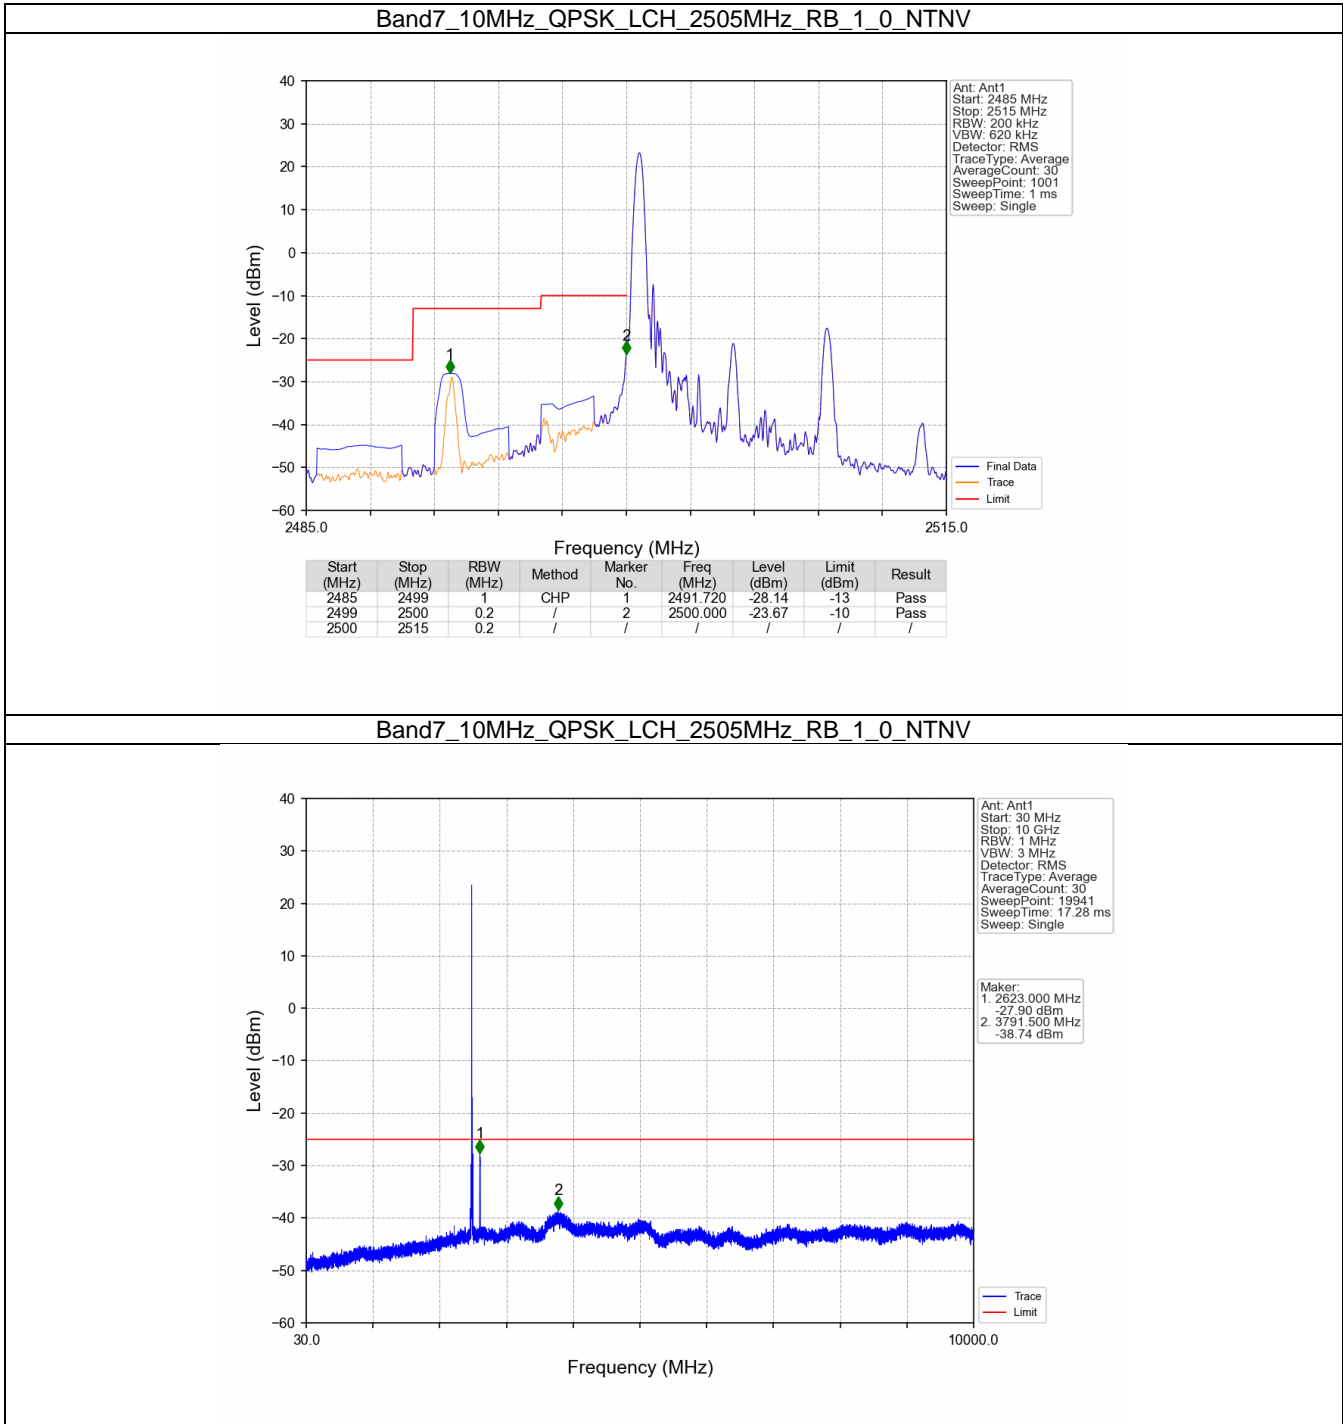 Band7_10MHz_QPSK_LCH_2505MHz_RB_1_0_NTNV
40
30
20
10
0
−10
−20
−30
−40
−50
−60
Level (dBm)
1
2
2485.0
2515.0
Frequency (MHz)
Ant: Ant1
Start: 2485 MHz
Stop: 2515 MHz
RBW: 200 kHz
VBW: 620 kHz
Detector: RMS
TraceType: Average
AverageCount: 30
SweepPoint: 1001
SweepTime: 1 ms
Sweep: Single
Final Data
Trace
Limit
Start (MHz) Stop (MHz) RBW (MHz) Method Marker No. Freq (MHz) Level (dBm) Limit (dBm) Result
2485 2499 1 CHP 1 2491.720 -28.14 -13 Pass
2499 2500 0.2 / 2 2500.000 -23.67 -10 Pass
2500 2515 0.2 / / / / / /
Band7_10MHz_QPSK_LCH_2505MHz_RB_1_0_NTNV
40
30
20
10
0
−10
−20
−30
−40
−50
−60
Level (dBm)
1
2
30.0
10000.0
Frequency (MHz)
Ant: Ant1
Start: 30 MHz
Stop: 10 GHz
RBW: 1 MHz
VBW: 3 MHz
Detector: RMS
TraceType: Average
AverageCount: 30
SweepPoint: 19941
SweepTime: 17.28 ms
Sweep: Single
Maker:
1. 2623.000 MHz
-27.90 dBm
2. 3791.500 MHz
-38.74 dBm
Trace
Limit